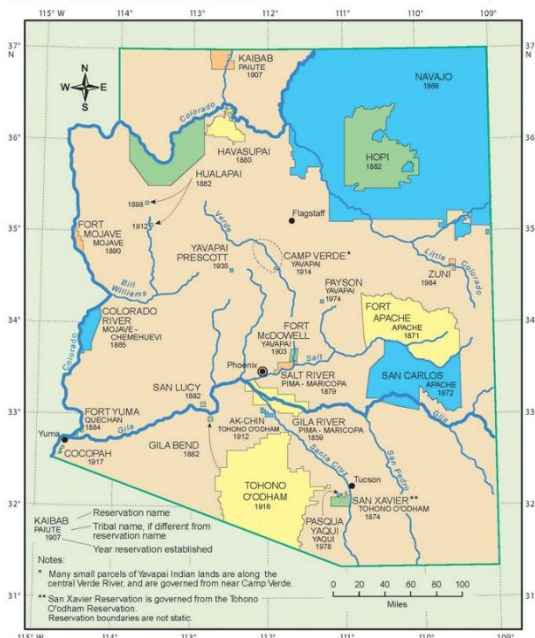 115° W
114°
113°
112°
111°
110°
109°
37°
N
37°
N
36°
36°
35°
35°
34°
34°
33°
33°
32°
32°
31°
31°
N
W
E
S
KAIBAB
PAIUTE
1907
NAVAJO
1868
Colorado
HAVASUPAI
1880
HOPI
1882
HUALAPAI
1882
1898
1912
Flagstaff
FORT
MOJAVE
MOJAVE
1890
Verde
YAVAPAI
PRESCOTT
1935
CAMP VERDE*
YAVAPAI
1914
Little
Colorado
ZUNI
1984
Bill
Williams
PAYSON
YAVAPAI
1974
COLORADO
RIVER
MOJAVE -
CHEMEHUEVI
1865
Colorado
FORT
McDOWELL
YAVAPAI
1903
FORT
APACHE
APACHE
1871
Phoenix
Salt
SALT RIVER
PIMA - MARICOPA
1879
SAN CARLOS
APACHE
1872
SAN LUCY
1882
FORT YUMA
QUECHAN
1884
Gila
Gila
Yuma
COCOPAH
1917
GILA BEND
1882
AK-CHIN
TOHONO O'ODHAM
1912
GILA RIVER
PIMA - MARICOPA
1859
Santa Cruz
San Pedro
Tucson
TOHONO
O'ODHAM
1916
SAN XAVIER**
TOHONO O'ODHAM
1874
PASQUA
YAQUI
YAQUI
1978
KAIBAB
PAIUTE
1907
Reservation name
Tribal name, if different from
reservation name
Year reservation established
Notes:
* Many small parcels of Yavapai Indian lands are along the
central Verde River, and are governed from near Camp Verde.
** San Xavier Reservation is governed from the Tohono
O'odham Reservation.
Reservation boundaries are not static.
0 20 40 60 80 100
Miles
115° W
114°
113°
112°
111°
110°
109°